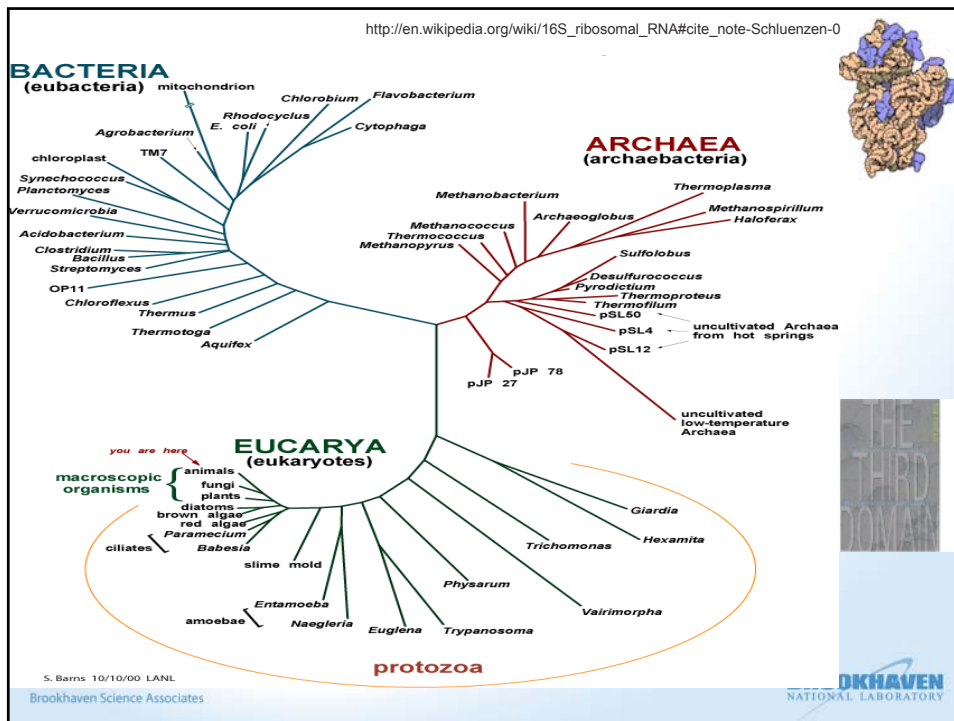 http://en.wikipedia.org/wiki/16S_ribosomal_RNA#cite_note-Schluenzen-0
BACTERIA
(eubacteria)
mitochondrion
Chlorobium
Flavobacterium
Rhodocyclus
E. coli
Cytophaga
Agrobacterium
TM7
chloroplast
Synechococcus
Planctomyces
Verrucomicrobia
Acidobacterium
Clostridium
Bacillus
Streptomyces
OP11
Chloroflexus
Thermus
Thermotoga
Aquifex
ARCHAEA
(archaebacteria)
Thermoplasma
Methanobacterium
Methanospirillum
Archaeoglobus
Haloferax
Methanococcus
Thermococcus
Methanopyrus
Sulfolobus
Desulfurococcus
Pyrodictium
Thermoproteus
Thermofilum
pSL50
pSL4
pSL12
uncultivated Archaea
from hot springs
pJP 78
pJP 27
uncultivated
low-temperature
Archaea
THE
THIRD
DOMAIN
EUCARYA
(eukaryotes)
you are here
macroscopic
organisms
animals
fungi
plants
diatoms
brown algae
red algae
Paramecium
ciliates
Babesia
slime mold
Giardia
Hexamita
Trichomonas
Physarum
Vairimorpha
Entamoeba
amoebae
Naegleria
Euglena
Trypanosoma
protozoa
S. Barns 10/10/00 LANL
Brookhaven Science Associates
BROOKHAVEN
NATIONAL LABORATORY